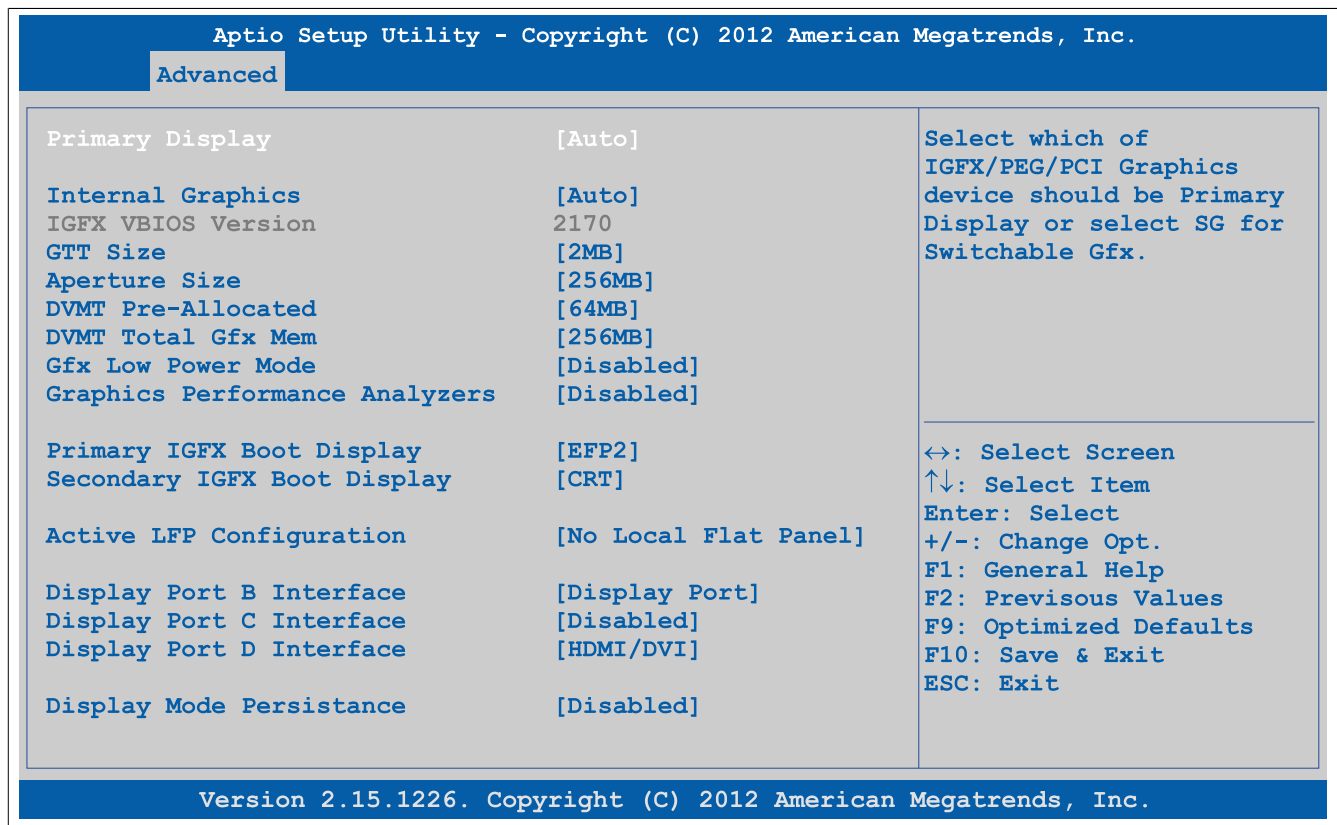 Aptio Setup Utility - Copyright (C) 2012 American Megatrends, Inc.
Advanced
Primary Display [Auto]
Internal Graphics [Auto]
IGFX VBIOS Version 2170
GTT Size [2MB]
Aperture Size [256MB]
DVMT Pre-Allocated [64MB]
DVMT Total Gfx Mem [256MB]
Gfx Low Power Mode [Disabled]
Graphics Performance Analyzers [Disabled]
Primary IGFX Boot Display [EFP2]
Secondary IGFX Boot Display [CRT]
Active LFP Configuration [No Local Flat Panel]
Display Port B Interface [Display Port]
Display Port C Interface [Disabled]
Display Port D Interface [HDMI/DVI]
Display Mode Persistance [Disabled]
Select which of
IGFX/PEG/PCI Graphics
device should be Primary
Display or select SG for
Switchable Gfx.
↔: Select Screen
↑↓: Select Item
Enter: Select
+/-: Change Opt.
F1: General Help
F2: Previsous Values
F9: Optimized Defaults
F10: Save & Exit
ESC: Exit
Version 2.15.1226. Copyright (C) 2012 American Megatrends, Inc.